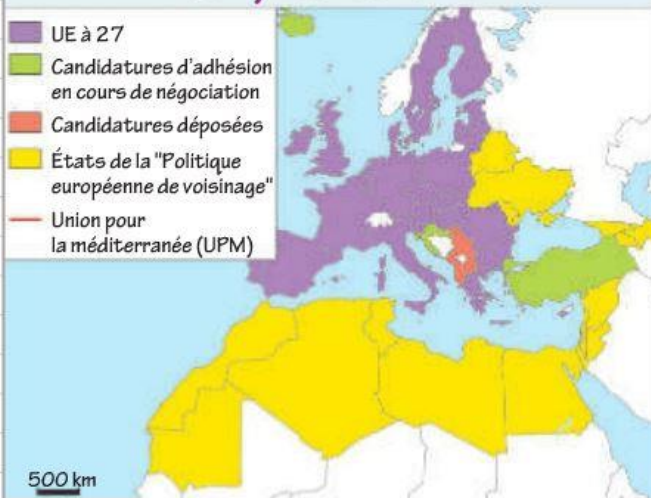 UE à 27
Candidatures d'adhésion
en cours de négociation
Candidatures déposées
États de la "Politique
européenne de voisinage"
Union pour
la méditerranée (UPM)
500 km